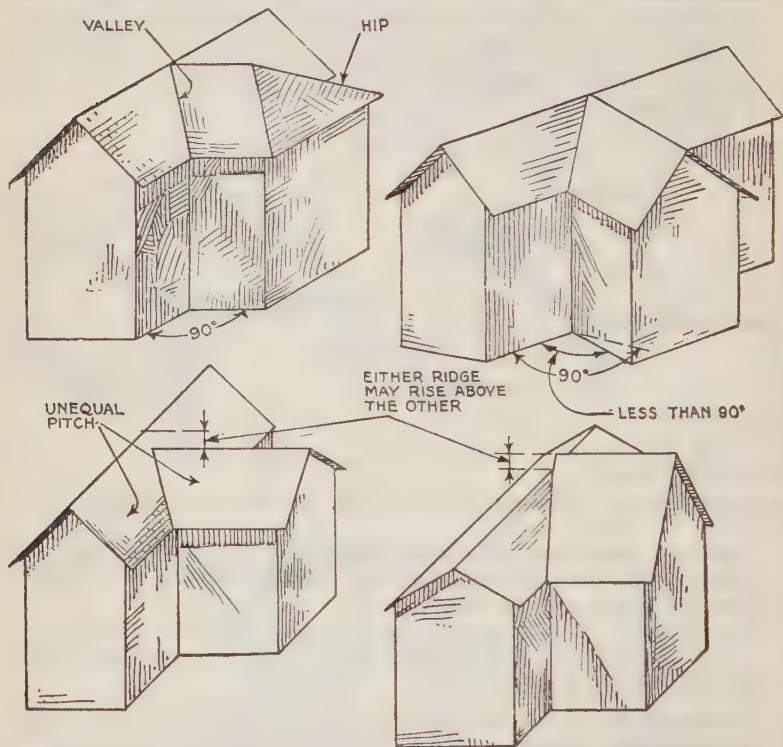 VALLEY
HIP
90°
90°
LESS THAN 90°
EITHER RIDGE
MAY RISE ABOVE
THE OTHER
UNEQUAL
PITCH